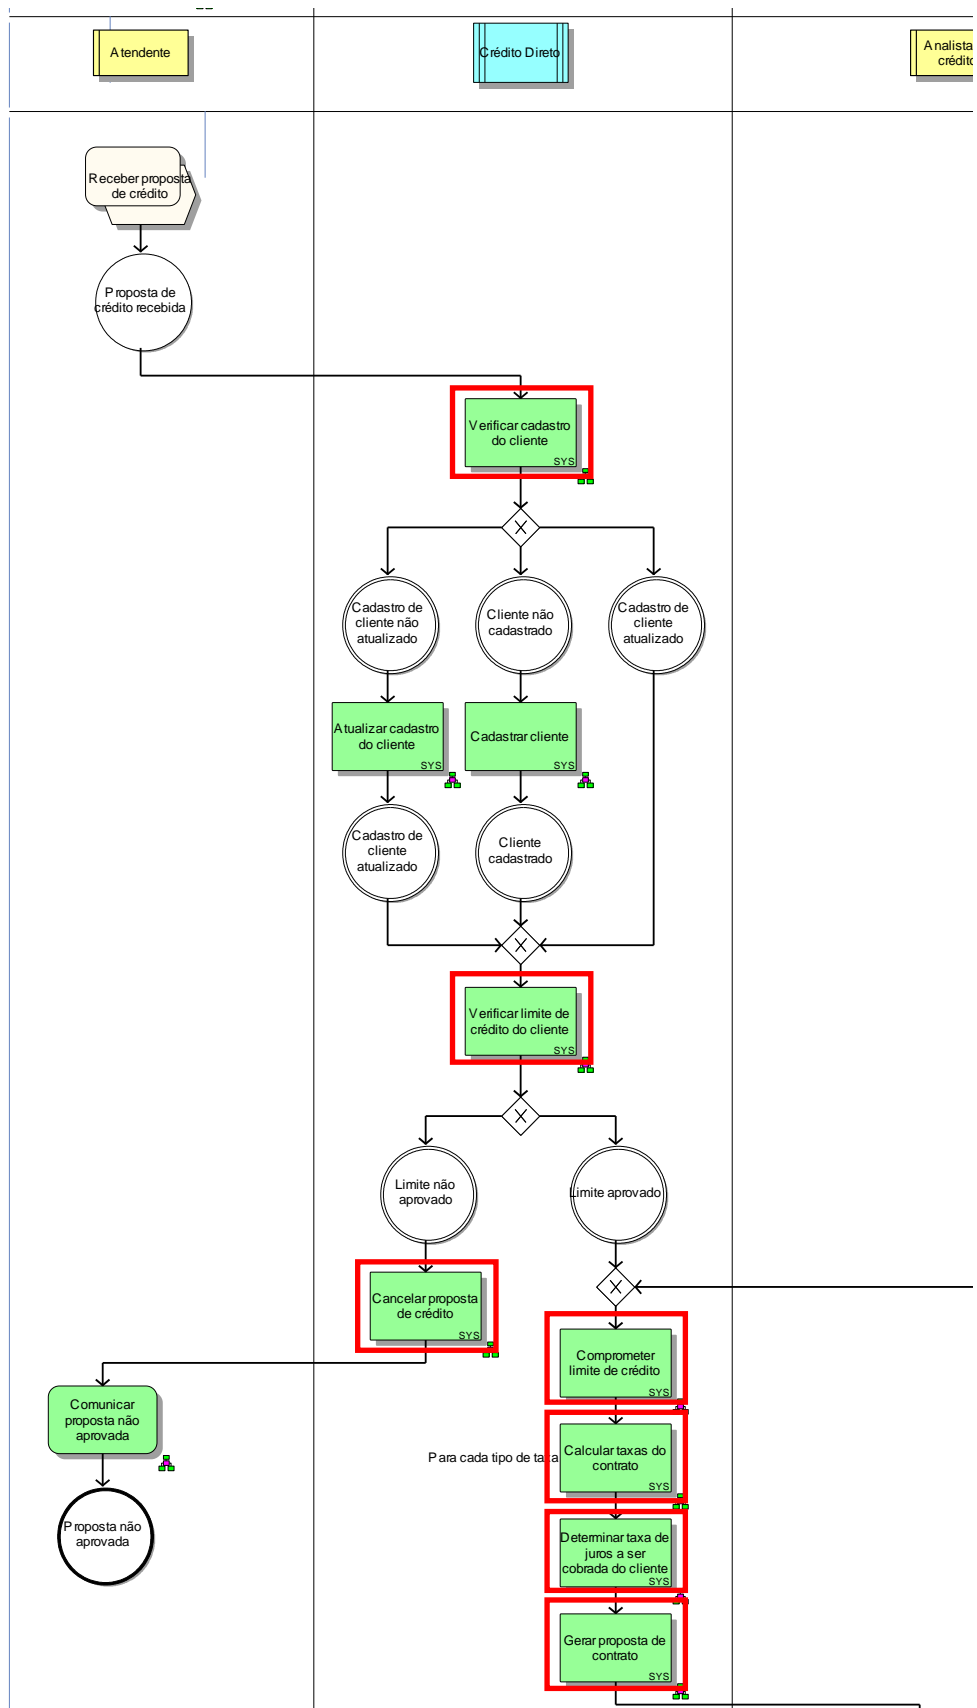 Atendente
Crédito Direto
Analista
crédito
Receber proposta
de crédito
Proposta de
crédito recebida
Verificar cadastro
do cliente
SYS
X
Cadastro de
cliente não
atualizado
Cliente não
cadastrado
Cadastro de
cliente
atualizado
Atualizar cadastro
do cliente
SYS
Cadastrar cliente
SYS
Cadastro de
cliente
atualizado
Cliente
cadastrado
X
Verificar limite de
crédito do cliente
SYS
X
Limite não
aprovado
Limite aprovado
X
Cancelar proposta
de crédito
SYS
Comprometer
limite de crédito
SYS
Comunicar
proposta não
aprovada
Para cada tipo de taxa
Calcular taxas do
contrato
SYS
Proposta não
aprovada
Determinar taxa de
juros a ser
cobrada do cliente
SYS
Gerar proposta de
contrato
SYS